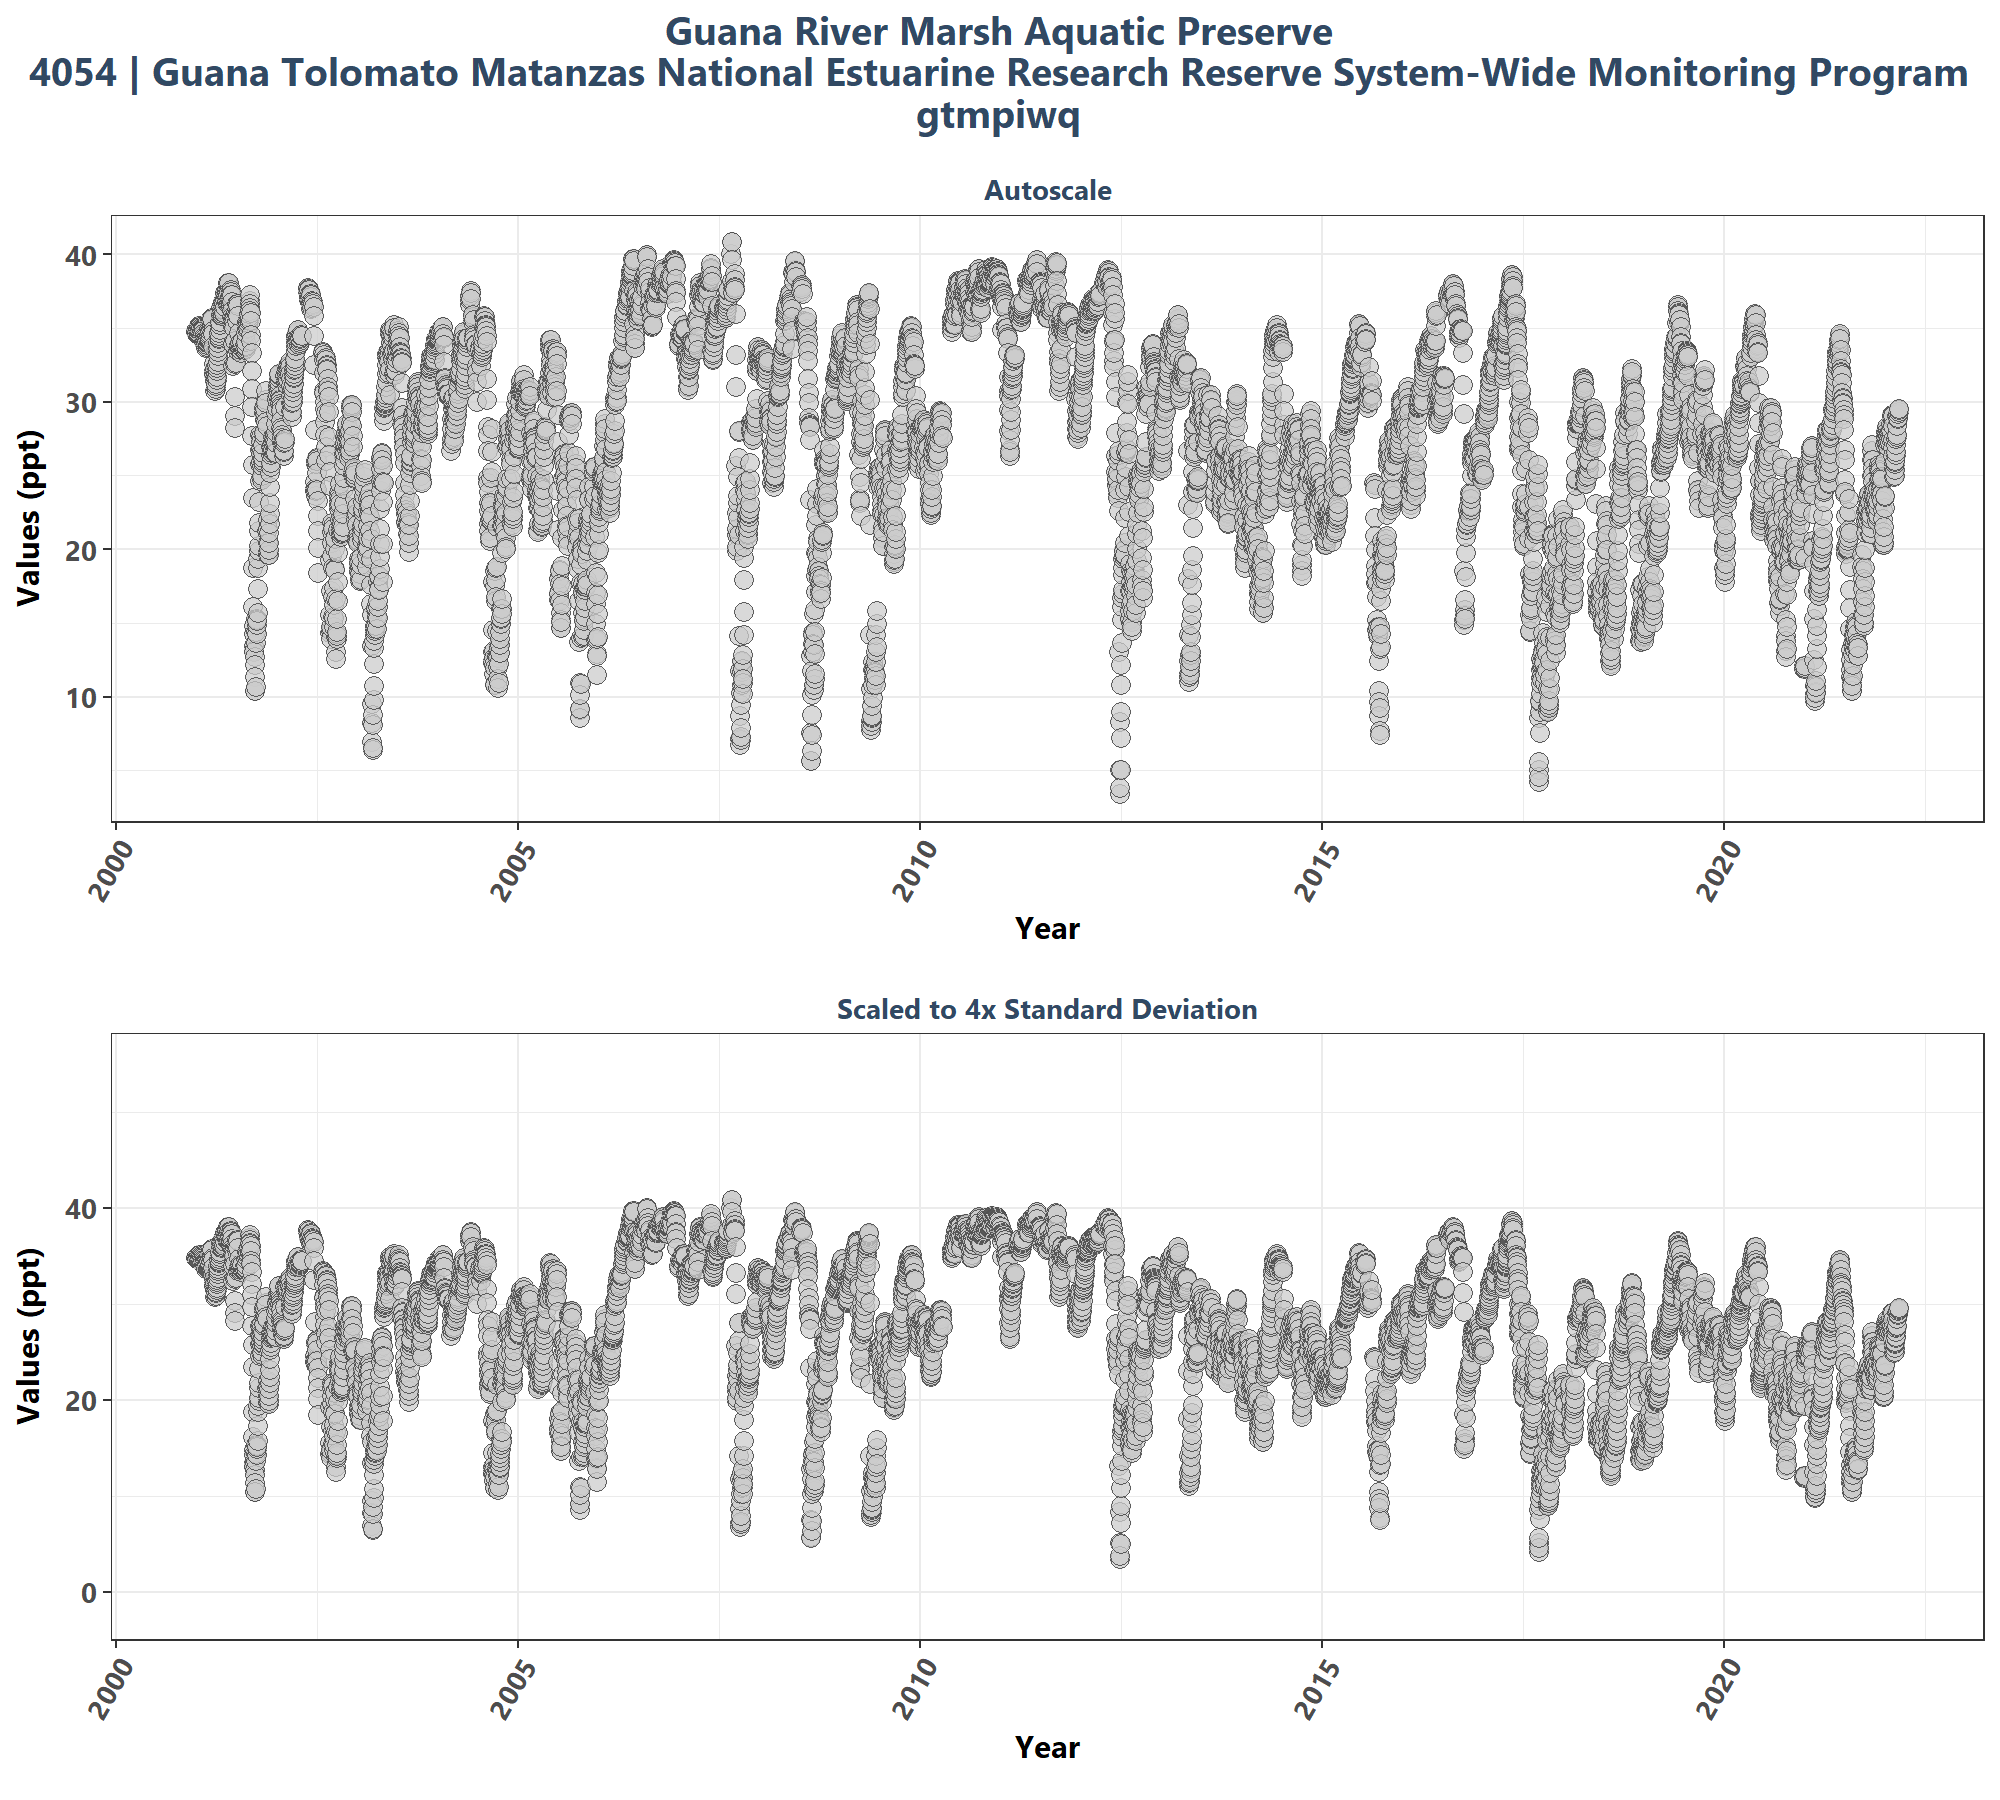 Guana River Marsh Aquatic Preserve
4054 | Guana Tolomato Matanzas National Estuarine Research Reserve System-Wide Monitoring Program
gtmpiwq
Autoscale
40
30
20
10
Values (ppt)
2000
2005
2010
2015
2020
Year
Scaled to 4x Standard Deviation
40
20
0
Values (ppt)
2000
2005
2010
2015
2020
Year